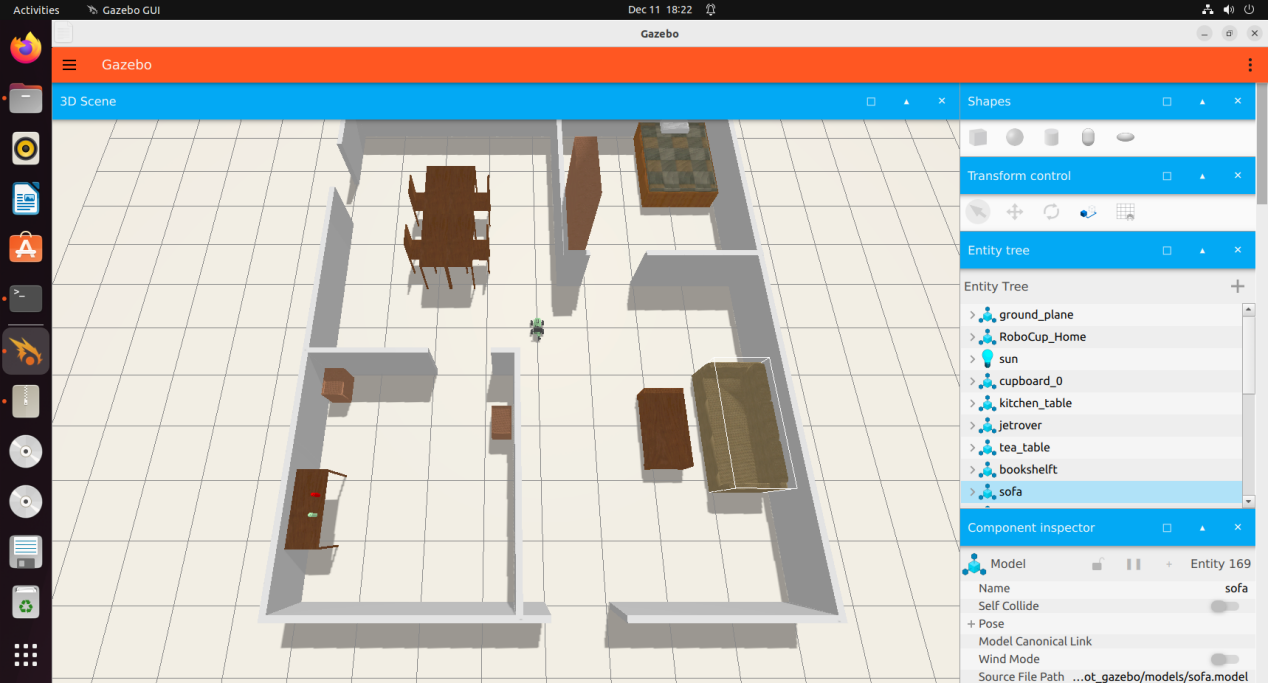 Activities
Gazebo GUI
Dec 11 18:22
Gazebo
Gazebo
3D Scene
Shapes
Transform control
Entity tree
Entity Tree
ground_plane
RoboCup_Home
sun
cupboard_0
kitchen_table
jetrover
tea_table
bookshelft
sofa
Component inspector
Model
Entity 169
Name sofa
Self Collide
+ Pose
Model Canonical Link
Wind Mode
Source File Path ...ot_gazebo/models/sofa.model